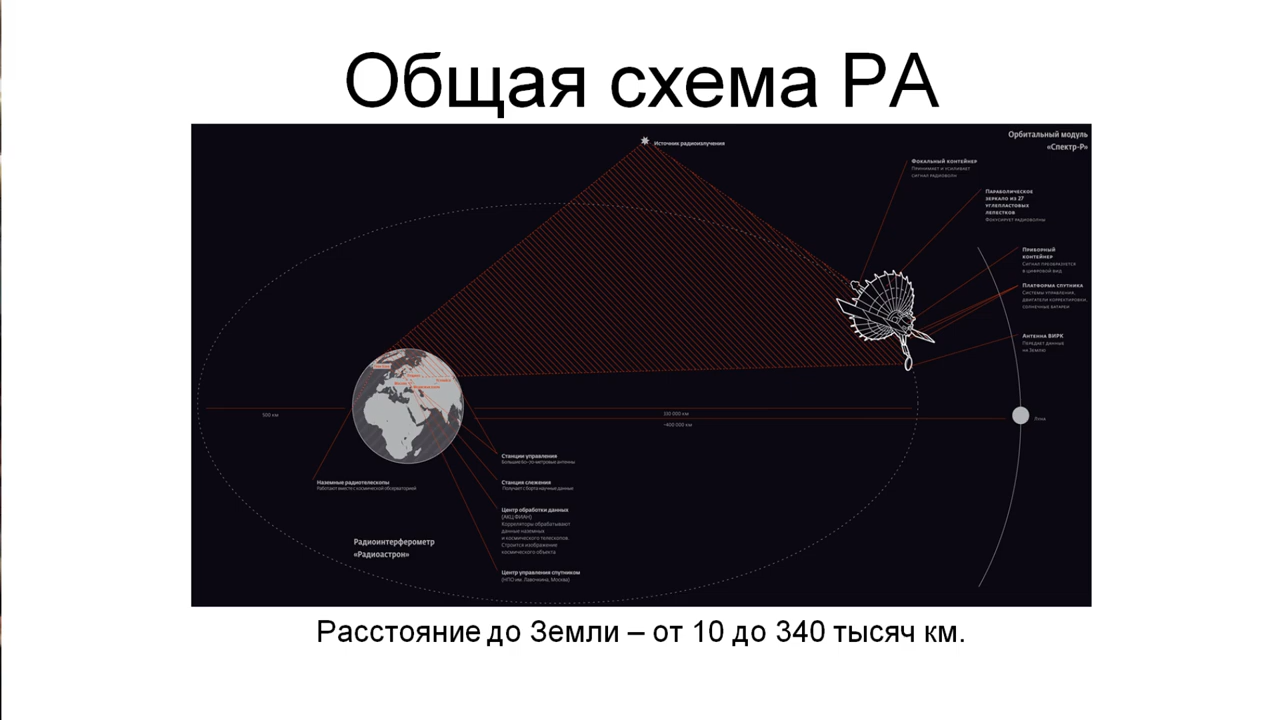 Общая схема РА
Источник радиоизлучения
Орбитальный модуль
«Спектр-Р»
Фокальный контейнер
Принимает и усиливает
сигнал радиоволн
Параболическое
зеркало из 27
углепластовых
лепестков
Фокусирует радиоволны
Приборный
контейнер
Сигнал преобразуется
в цифровой вид
Платформа спутника
Системы управления,
двигатели корректировки,
солнечные батареи
Антенна ВИРК
Передает данные
на Землю
500 км
330 000 км
~400 000 км
Луна
Станции управления
Большие 60–70-метровые антенны
Наземные радиотелескопы
Работают вместе с космической обсерваторией
Станция слежения
Получает с борта научные данные
Центр обработки данных
(АКЦ ФИАН)
Корреляторы обрабатывают
данные наземных
и космического телескопов.
Строится изображение
космического объекта
Радиоинтерферометр
«Радиоастрон»
Центр управления спутником
(НПО им. Лавочкина, Москва)
Расстояние до Земли – от 10 до 340 тысяч км.